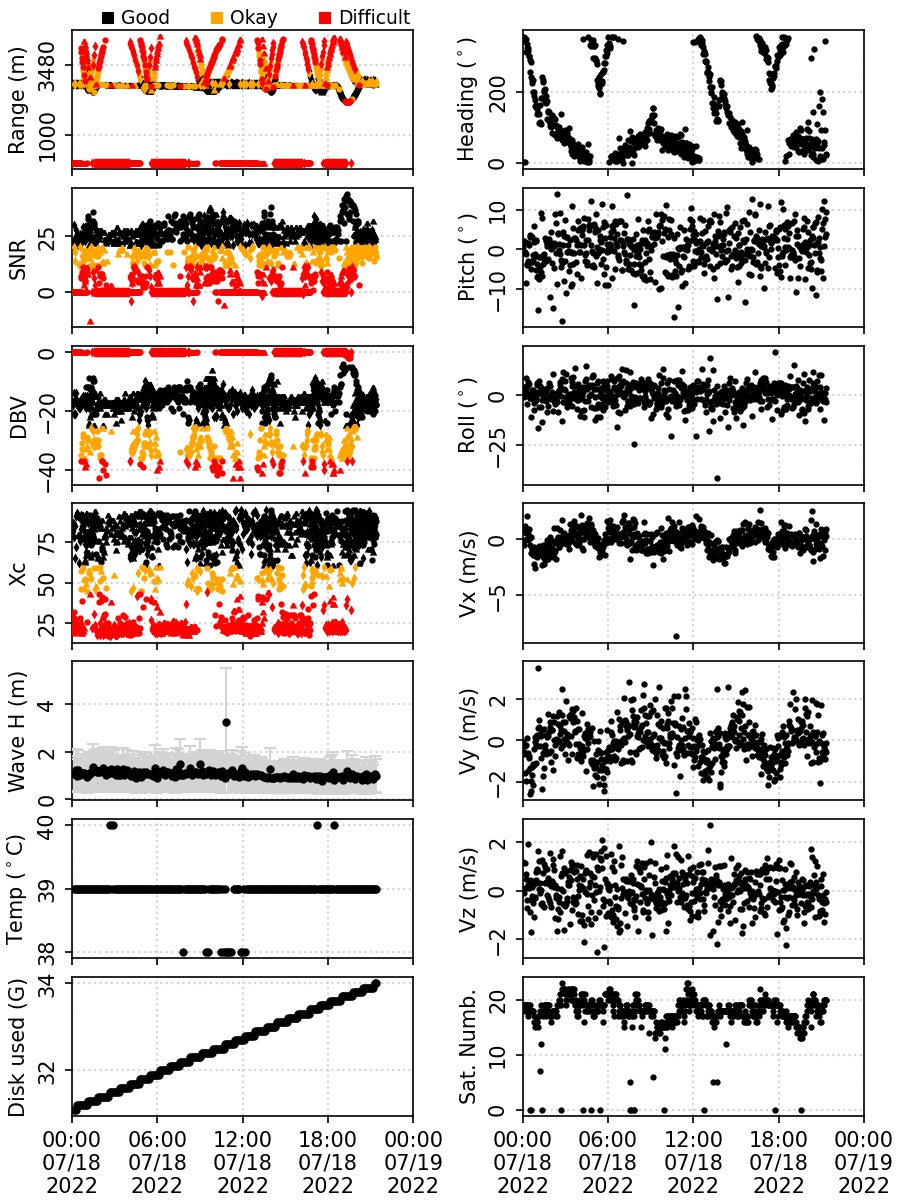 Good Okay Difficult
Range (m)
3480
1000
Heading (°)
200
0
SNR
25
0
Pitch (°)
10
0
−10
DBV
0
−20
−40
Roll (°)
0
−25
Xc
75
50
25
Vx (m/s)
0
−5
Wave H (m)
4
2
0
Vy (m/s)
2
0
−2
Temp (°C)
40
39
38
Vz (m/s)
2
0
−2
Disk used (G)
34
32
Sat. Numb.
20
10
0
00:00 06:00 12:00 18:00 00:00 00:00 06:00 12:00 18:00 00:00
07/18 07/18 07/18 07/18 07/19 07/18 07/18 07/18 07/18 07/19
2022 2022 2022 2022 2022 2022 2022 2022 2022 2022